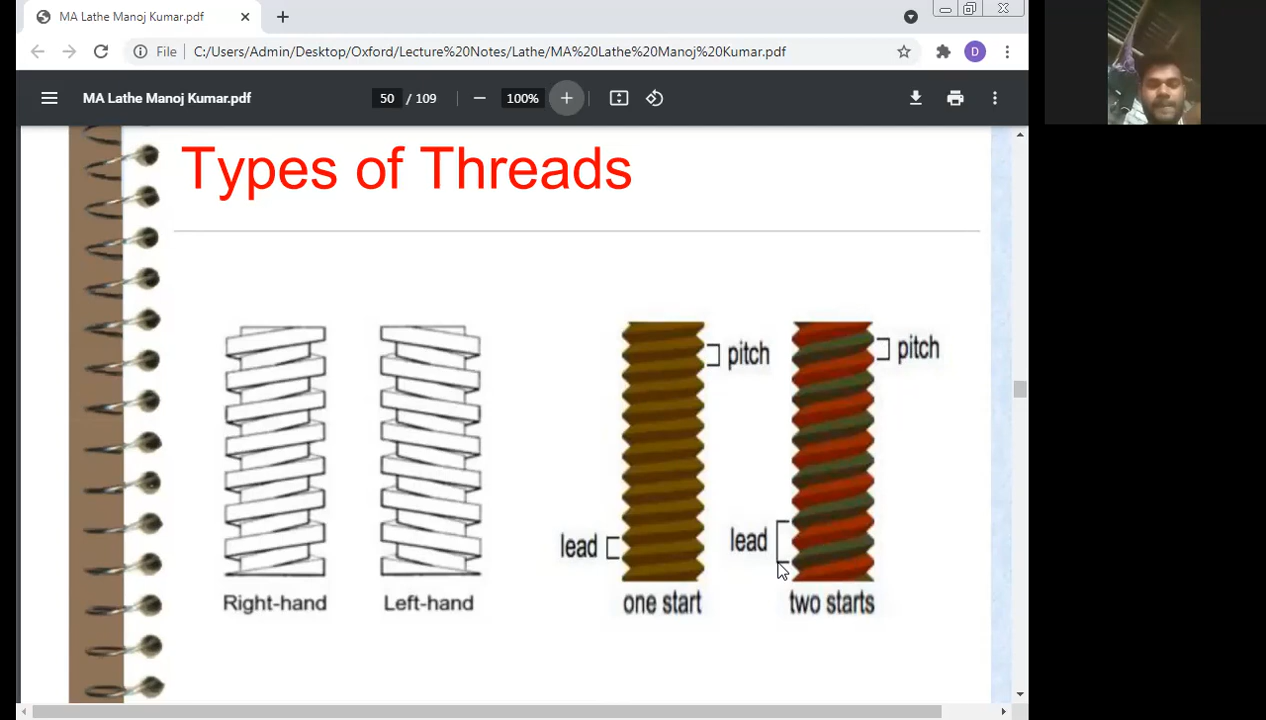 MA Lathe Manoj Kumar.pdf
File C:/Users/Admin/Desktop/Oxford/Lecture%20Notes/Lathe/MA%20Lathe%20Manoj%20Kumar.pdf
D
MA Lathe Manoj Kumar.pdf
50 / 109
100%
Types of Threads
pitch
pitch
lead
lead
Right-hand
Left-hand
one start
two starts